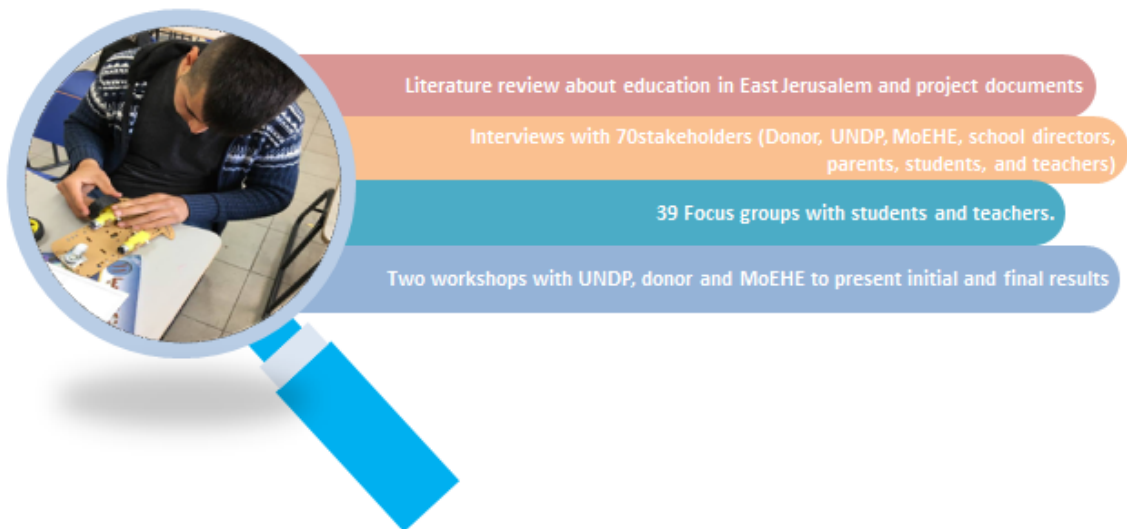 Literature review about education in East Jerusalem and project documents
Interviews with 70stakeholders (Donor, UNDP, MoEHE, school directors,
parents, students, and teachers)
39 Focus groups with students and teachers.
Two workshops with UNDP, donor and MoEHE to present initial and final results